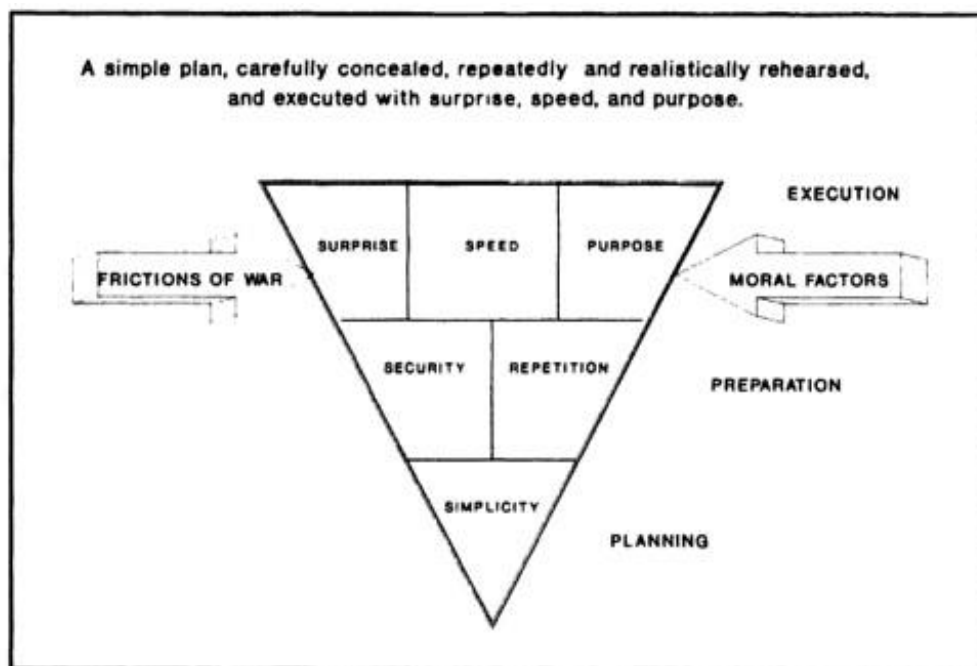 A simple plan, carefully concealed, repeatedly and realistically rehearsed,
and executed with surprise, speed, and purpose.
EXECUTION
SURPRISE
SPEED
PURPOSE
FRICTIONS OF WAR
MORAL FACTORS
SECURITY
REPETITION
PREPARATION
SIMPLICITY
PLANNING